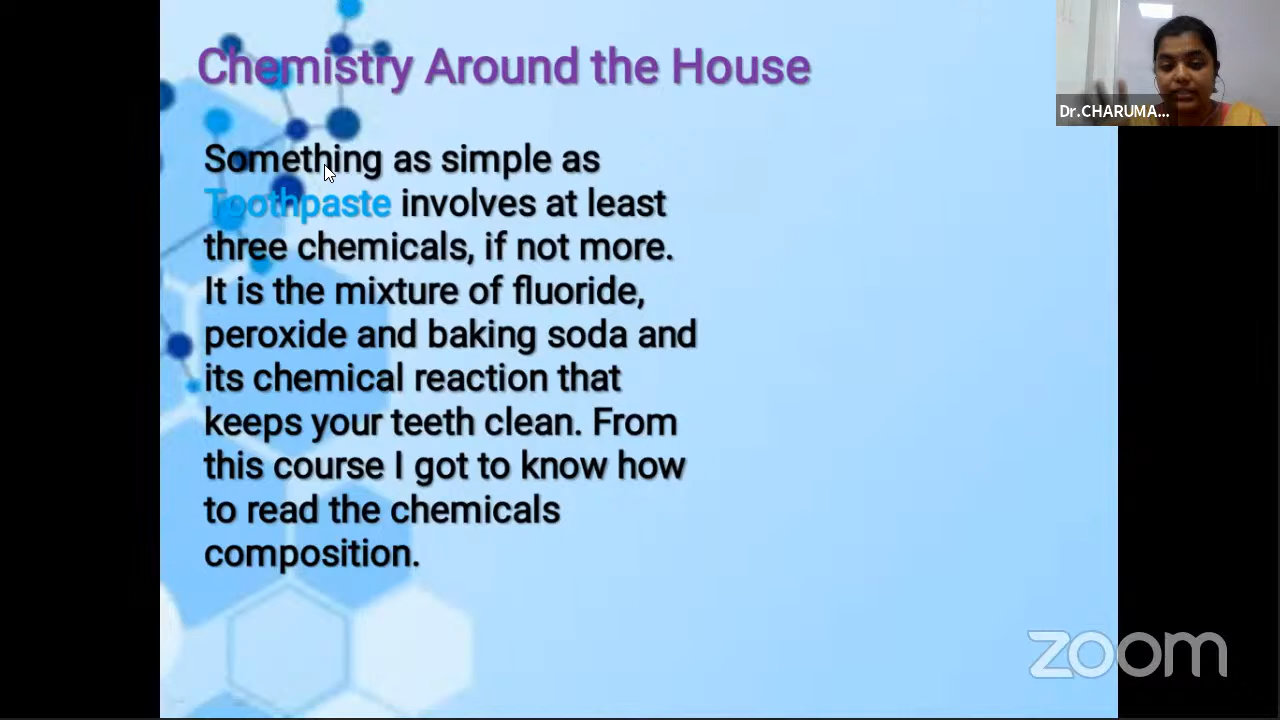 Chemistry Around the House
Dr.CHARUMA...
Something as simple as
Toothpaste involves at least
three chemicals, if not more.
It is the mixture of fluoride,
peroxide and baking soda and
its chemical reaction that
keeps your teeth clean. From
this course I got to know how
to read the chemicals
composition.
zoom